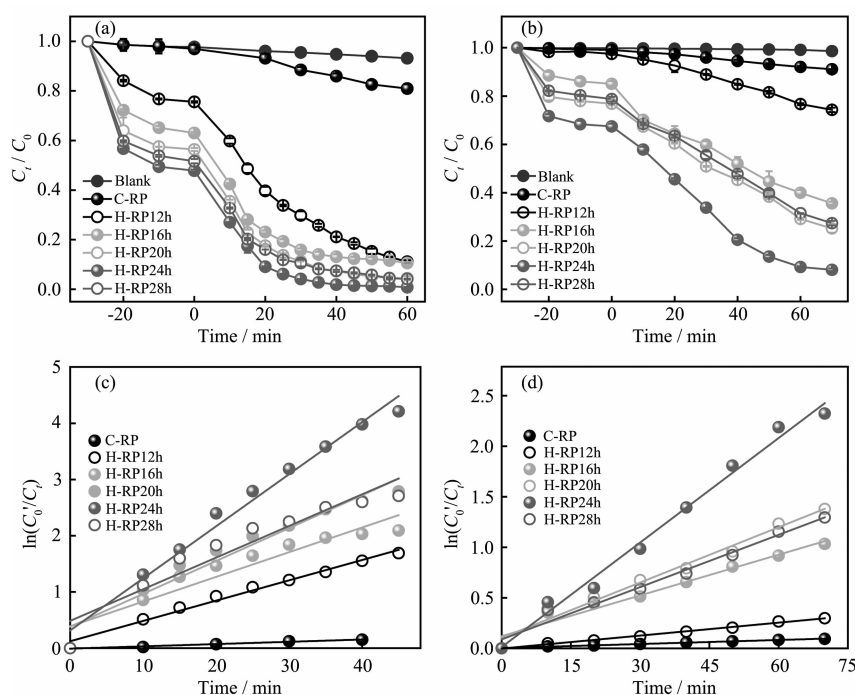 (a)
1.0
0.8
0.6
0.4
0.2
0.0
Cₜ / C₀
Blank
C-RP
H-RP12h
H-RP16h
H-RP20h
H-RP24h
H-RP28h
-20
0
20
40
60
Time / min
(b)
1.0
0.8
0.6
0.4
0.2
0.0
Cₜ / C₀
Blank
C-RP
H-RP12h
H-RP16h
H-RP20h
H-RP24h
H-RP28h
-20
0
20
40
60
Time / min
(c)
5
4
3
2
1
0
ln(C₀'/Cₜ)
C-RP
H-RP12h
H-RP16h
H-RP20h
H-RP24h
H-RP28h
0
10
20
30
40
Time / min
(d)
2.5
2.0
1.5
1.0
0.5
0.0
ln(C₀'/Cₜ)
C-RP
H-RP12h
H-RP16h
H-RP20h
H-RP24h
H-RP28h
0
15
30
45
60
75
Time / min